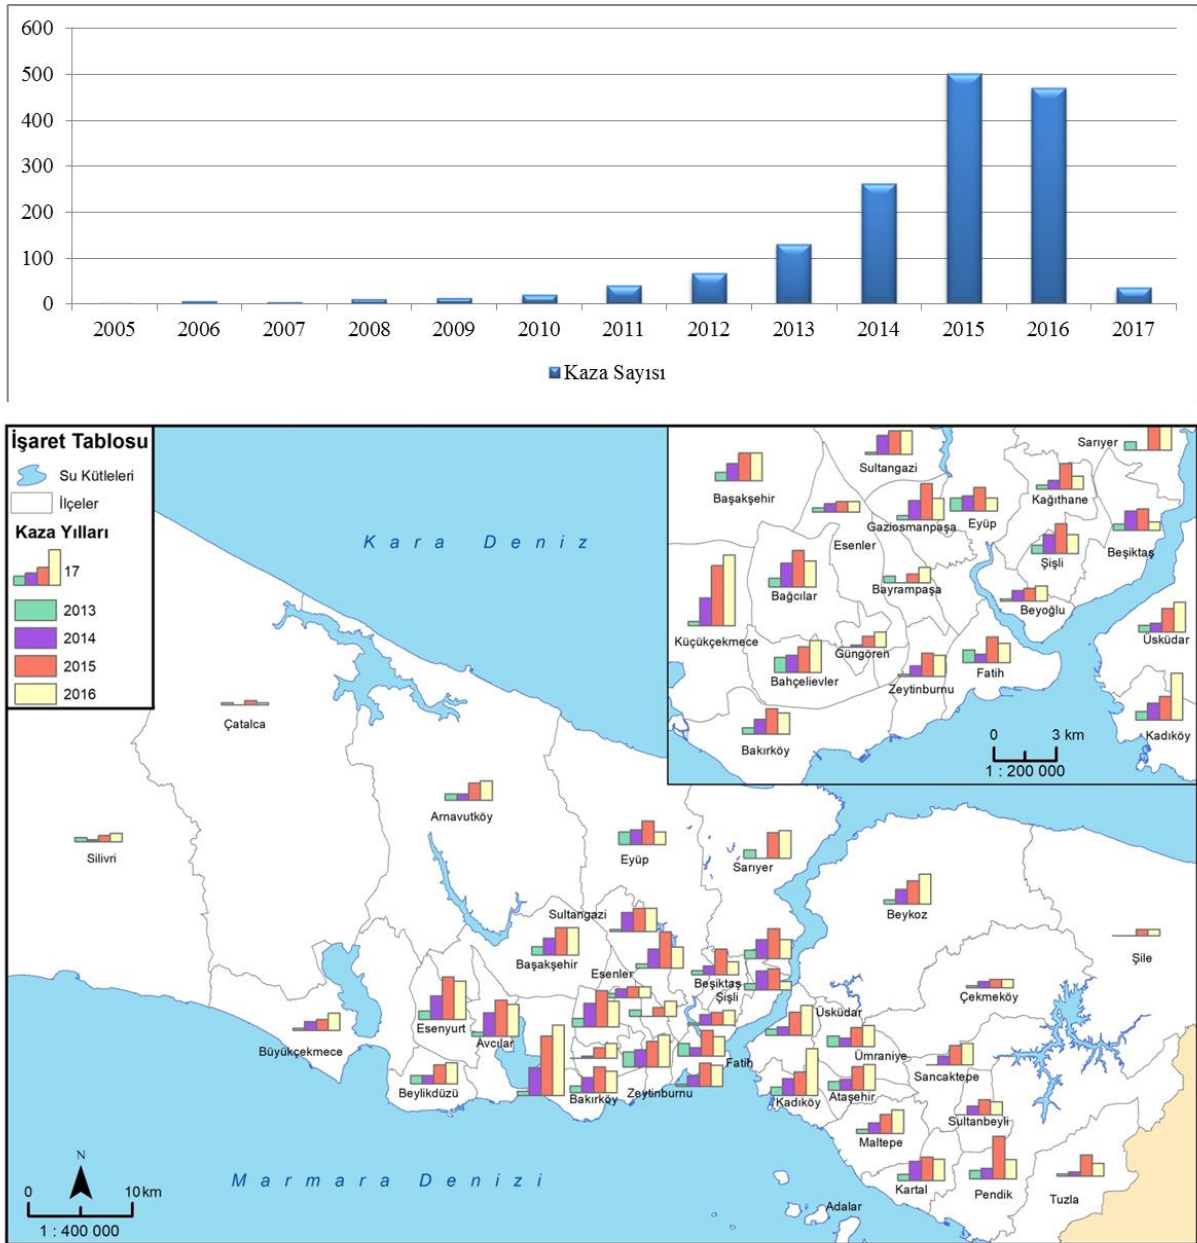 600
500
400
300
200
100
0
2005 2006 2007 2008 2009 2010 2011 2012 2013 2014 2015 2016 2017
Kaza Sayısı
İşaret Tablosu
Su Kütleleri
İlçeler
Kaza Yılları
17
2013
2014
2015
2016
Kara Deniz
Sarıyer
Sultangazi
Başakşehir
Kağıthane
Gaziosmanpaşa
Eyüp
Esenler
Şişli
Beşiktaş
Bağcılar
Bayrampaşa
Beyoğlu
Küçükçekmece
Güngören
Üsküdar
Bahçelievler
Zeytinburnu
Fatih
Bakırköy
Kadıköy
0 3 km
1 : 200 000
Çatalca
Silivri
Arnavutköy
Eyüp
Sarıyer
Beykoz
Sultangazi
Başakşehir
Esenler
Beşiktaş
Şişli
Şile
Çekmeköy
Esenyurt
Avcılar
Büyükçekmece
Üsküdar
Ümraniye
Fatih
Sancaktepe
Beylikdüzü
Bakırköy
Zeytinburnu
Kadıköy
Ataşehir
Sultanbeyli
Maltepe
Kartal
Pendik
Tuzla
Adalar
Marmara Denizi
N
0 10 km
1 : 400 000